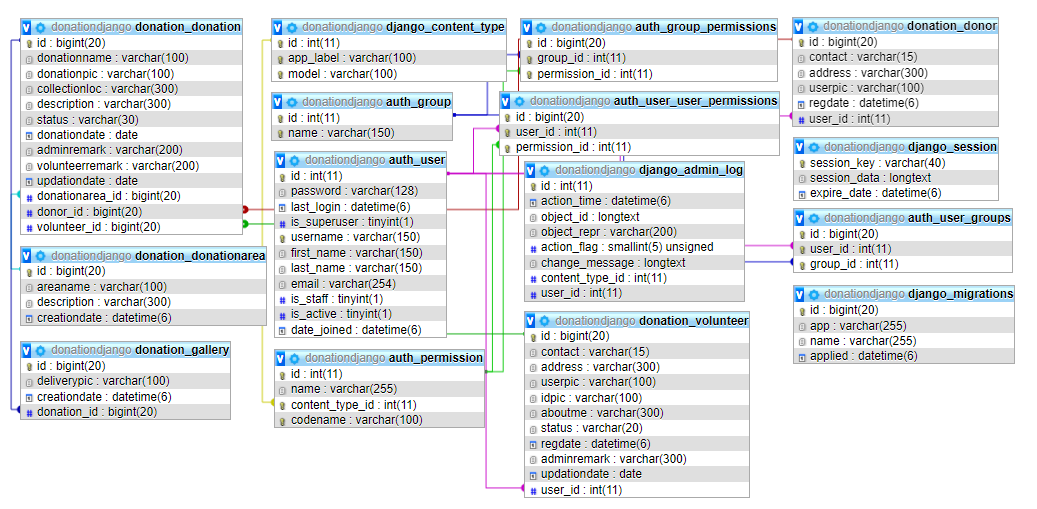 donationdjango donation_donation
id : bigint(20)
donationname : varchar(100)
donationpic : varchar(100)
collectionloc : varchar(300)
description : varchar(300)
status : varchar(30)
donationdate : date
adminremark : varchar(200)
volunteerremark : varchar(200)
updationdate : date
donationarea_id : bigint(20)
donor_id : bigint(20)
volunteer_id : bigint(20)
donationdjango donation_donationarea
id : bigint(20)
areaname : varchar(100)
description : varchar(300)
creationdate : datetime(6)
donationdjango donation_gallery
id : bigint(20)
deliverypic : varchar(100)
creationdate : datetime(6)
donation_id : bigint(20)
donationdjango django_content_type
id : int(11)
app_label : varchar(100)
model : varchar(100)
donationdjango auth_group
id : int(11)
name : varchar(150)
donationdjango auth_user
id : int(11)
password : varchar(128)
last_login : datetime(6)
is_superuser : tinyint(1)
username : varchar(150)
first_name : varchar(150)
last_name : varchar(150)
email : varchar(254)
is_staff : tinyint(1)
is_active : tinyint(1)
date_joined : datetime(6)
donationdjango auth_permission
id : int(11)
name : varchar(255)
content_type_id : int(11)
codename : varchar(100)
donationdjango auth_group_permissions
id : bigint(20)
group_id : int(11)
permission_id : int(11)
donationdjango auth_user_user_permissions
id : bigint(20)
user_id : int(11)
permission_id : int(11)
donationdjango django_admin_log
id : int(11)
action_time : datetime(6)
object_id : longtext
object_repr : varchar(200)
action_flag : smallint(5) unsigned
change_message : longtext
content_type_id : int(11)
user_id : int(11)
donationdjango donation_volunteer
id : bigint(20)
contact : varchar(15)
address : varchar(300)
userpic : varchar(100)
idpic : varchar(100)
aboutme : varchar(300)
status : varchar(20)
regdate : datetime(6)
adminremark : varchar(300)
updationdate : date
user_id : int(11)
donationdjango donation_donor
id : bigint(20)
contact : varchar(15)
address : varchar(300)
userpic : varchar(100)
regdate : datetime(6)
user_id : int(11)
donationdjango django_session
session_key : varchar(40)
session_data : longtext
expire_date : datetime(6)
donationdjango auth_user_groups
id : bigint(20)
user_id : int(11)
group_id : int(11)
donationdjango django_migrations
id : bigint(20)
app : varchar(255)
name : varchar(255)
applied : datetime(6)